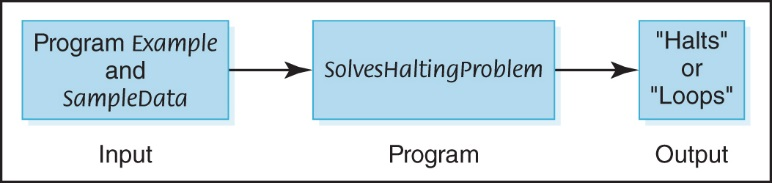 Program Example
and
SampleData
SolvesHaltingProblem
"Halts"
or
"Loops"
Input
Program
Output